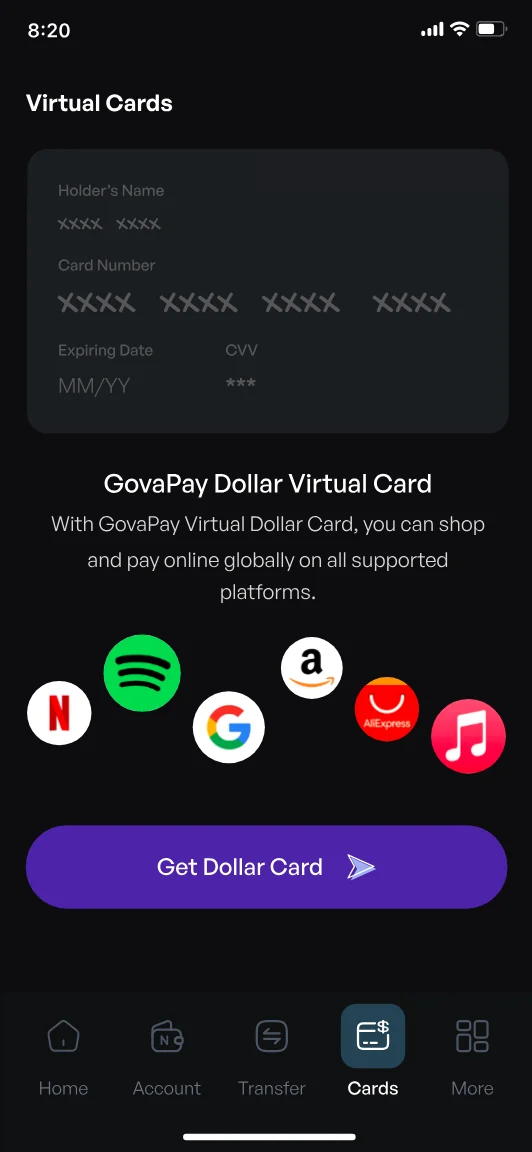 8:20
Virtual Cards
Holder's Name
XXXX XXXX
Card Number
XXXX XXXX XXXX XXXX
Expiring Date CVV
MM/YY ***
GovaPay Dollar Virtual Card
With GovaPay Virtual Dollar Card, you can shop
and pay online globally on all supported
platforms.
N
a
G
AliExpress
Get Dollar Card
N
$
Home Account Transfer Cards More